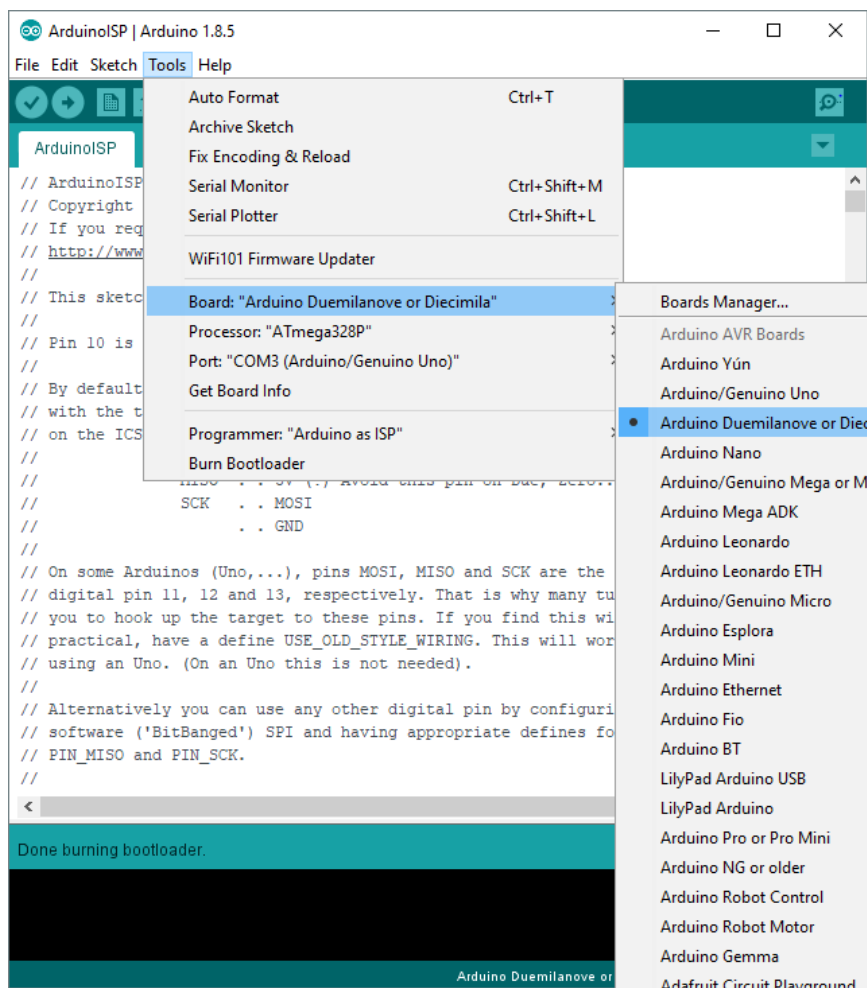 ArduinoISP | Arduino 1.8.5
File Edit Sketch Tools Help
Auto Format Ctrl+T
Archive Sketch
Fix Encoding & Reload
Serial Monitor Ctrl+Shift+M
Serial Plotter Ctrl+Shift+L
WiFi101 Firmware Updater
Board: "Arduino Duemilanove or Diecimila"
Processor: "ATmega328P"
Port: "COM3 (Arduino/Genuino Uno)"
Get Board Info
Programmer: "Arduino as ISP"
Burn Bootloader
Boards Manager...
Arduino AVR Boards
Arduino Yún
Arduino/Genuino Uno
Arduino Duemilanove or Diec
Arduino Nano
Arduino/Genuino Mega or M
Arduino Mega ADK
Arduino Leonardo
Arduino Leonardo ETH
Arduino/Genuino Micro
Arduino Esplora
Arduino Mini
Arduino Ethernet
Arduino Fio
Arduino BT
LilyPad Arduino USB
LilyPad Arduino
Arduino Pro or Pro Mini
Arduino NG or older
Arduino Robot Control
Arduino Robot Motor
Arduino Gemma
Adafruit Circuit Playground
ArduinoISP
// ArduinoISP
// Copyright
// If you req
// http://www
//
// This sketc
//
// Pin 10 is
//
// By default
// with the t
// on the ICS
//
// MISO . . 5V (!) Avoid this pin on Due, Zero..
// SCK . . MOSI
// . . GND
//
// On some Arduinos (Uno,...), pins MOSI, MISO and SCK are the
// digital pin 11, 12 and 13, respectively. That is why many tu
// you to hook up the target to these pins. If you find this wi
// practical, have a define USE_OLD_STYLE_WIRING. This will wor
// using an Uno. (On an Uno this is not needed).
//
// Alternatively you can use any other digital pin by configuri
// software ('BitBanged') SPI and having appropriate defines fo
// PIN_MISO and PIN_SCK.
//
Done burning bootloader.
Arduino Duemilanove or